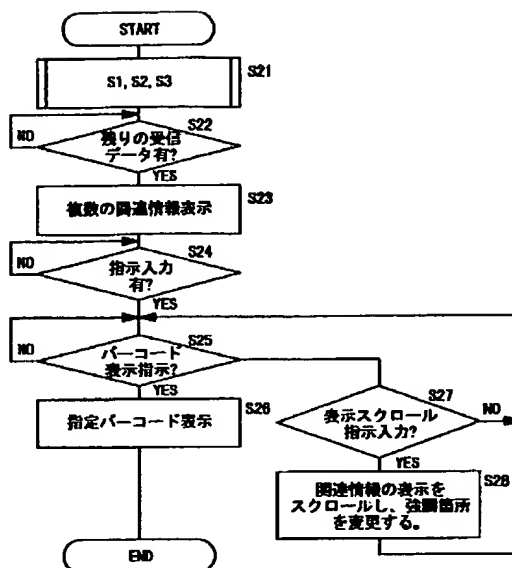 START
S1, S2, S3
S21
S22
NO
残りの受信
データ有?
YES
複数の関連情報表示
S23
S24
NO
指示入力
有?
YES
S25
NO
バーコード
表示指示?
YES
指定バーコード表示
S26
S27
表示スクロール
指示入力?
NO
YES
S28
関連情報の表示を
スクロールし、強調箇所
を変更する。
END